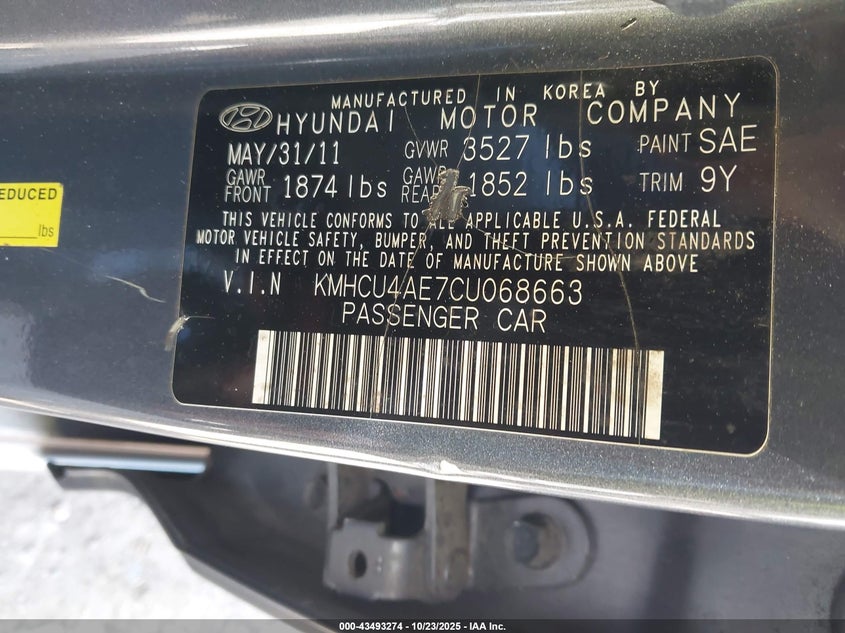 MANUFACTURED IN KOREA BY
HYUNDAI MOTOR COMPANY
MAY/31/11 GVWR 3527 lbs PAINT SAE
GAWR FRONT 1874 lbs GAWR REAR 1852 lbs TRIM 9Y
THIS VEHICLE CONFORMS TO ALL APPLICABLE U.S.A. FEDERAL
MOTOR VEHICLE SAFETY, BUMPER, AND THEFT PREVENTION STANDARDS
IN EFFECT ON THE DATE OF MANUFACTURE SHOWN ABOVE
V.I.N KMHCU4AE7CU068663
PASSENGER CAR
EDUCED
lbs
000-43493274 - 10/23/2025 - IAA Inc.